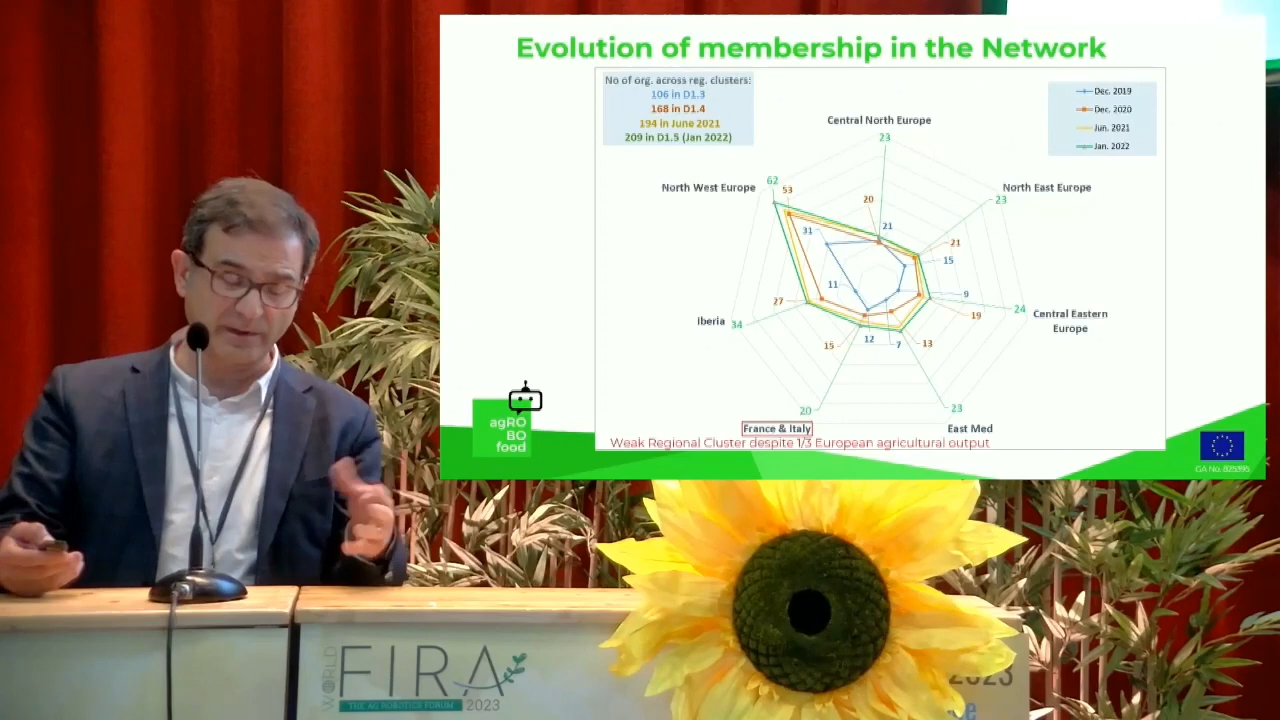 Evolution of membership in the Network
No of org. across reg. clusters:
106 in D1.3
168 in D1.4
194 in June 2021
209 in D1.5 (Jan 2022)
Dec. 2019
Dec. 2020
Jun. 2021
Jan. 2022
Central North Europe
23
North West Europe
62
53
North East Europe
23
20
31
21
21
15
11
9
27
19
Iberia
34
24
Central Eastern
Europe
15
12
7
13
20
23
France & Italy
East Med
Weak Regional Cluster despite 1/3 European agricultural output
agRO
BO
food
GA No. 825395
WORLD
FIRA
THE AG ROBOTICS FORUM 2023
2023